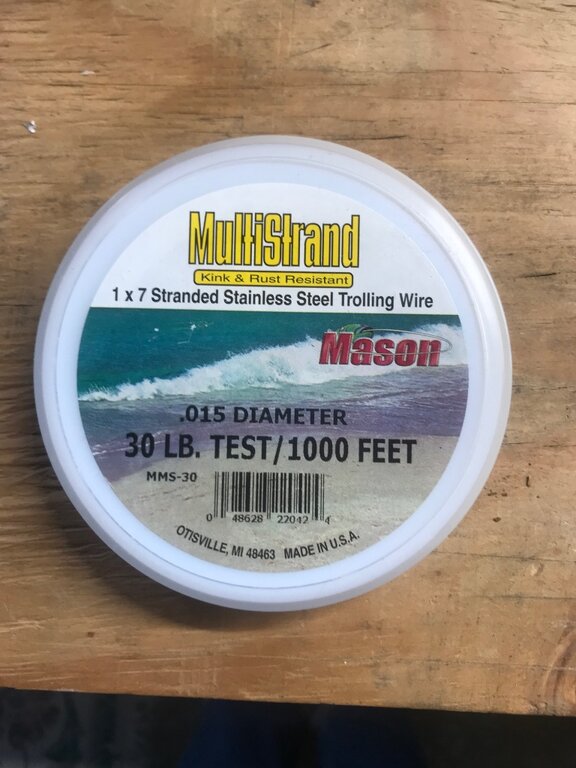 MultiStrand
Kink & Rust Resistant
1 x 7 Stranded Stainless Steel Trolling Wire
Mason
.015 DIAMETER
30 LB. TEST/1000 FEET
MMS-30
0 48628 22042 4
OTISVILLE, MI 48463 MADE IN U.S.A.